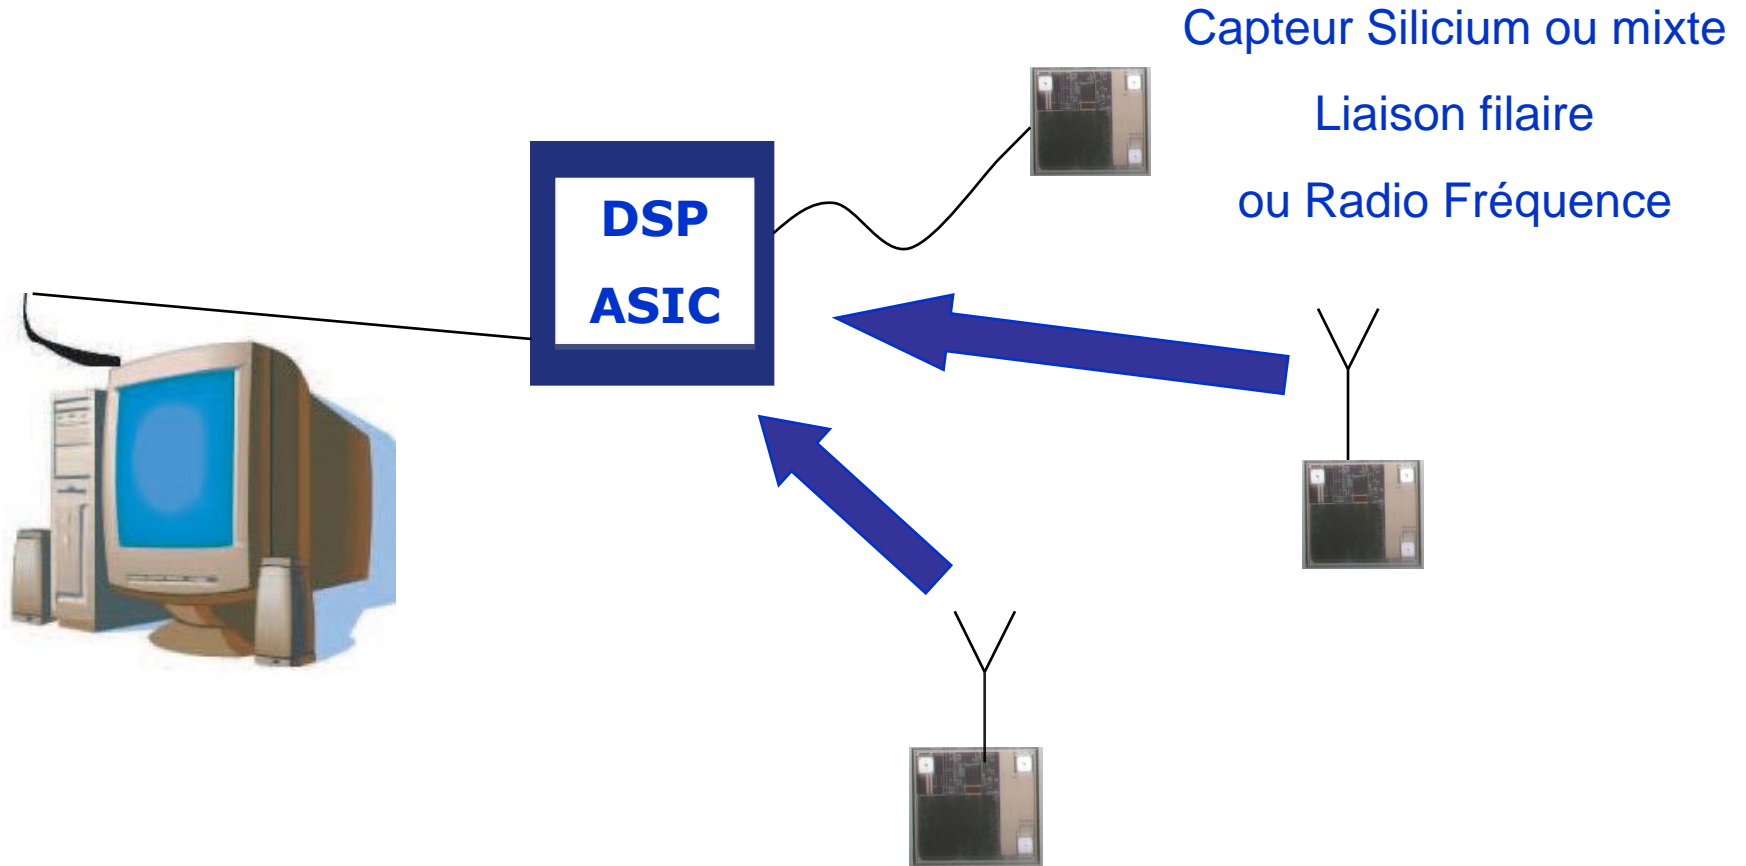 Capteur Silicium ou mixte
Liaison filaire
ou Radio Fréquence
DSP
ASIC